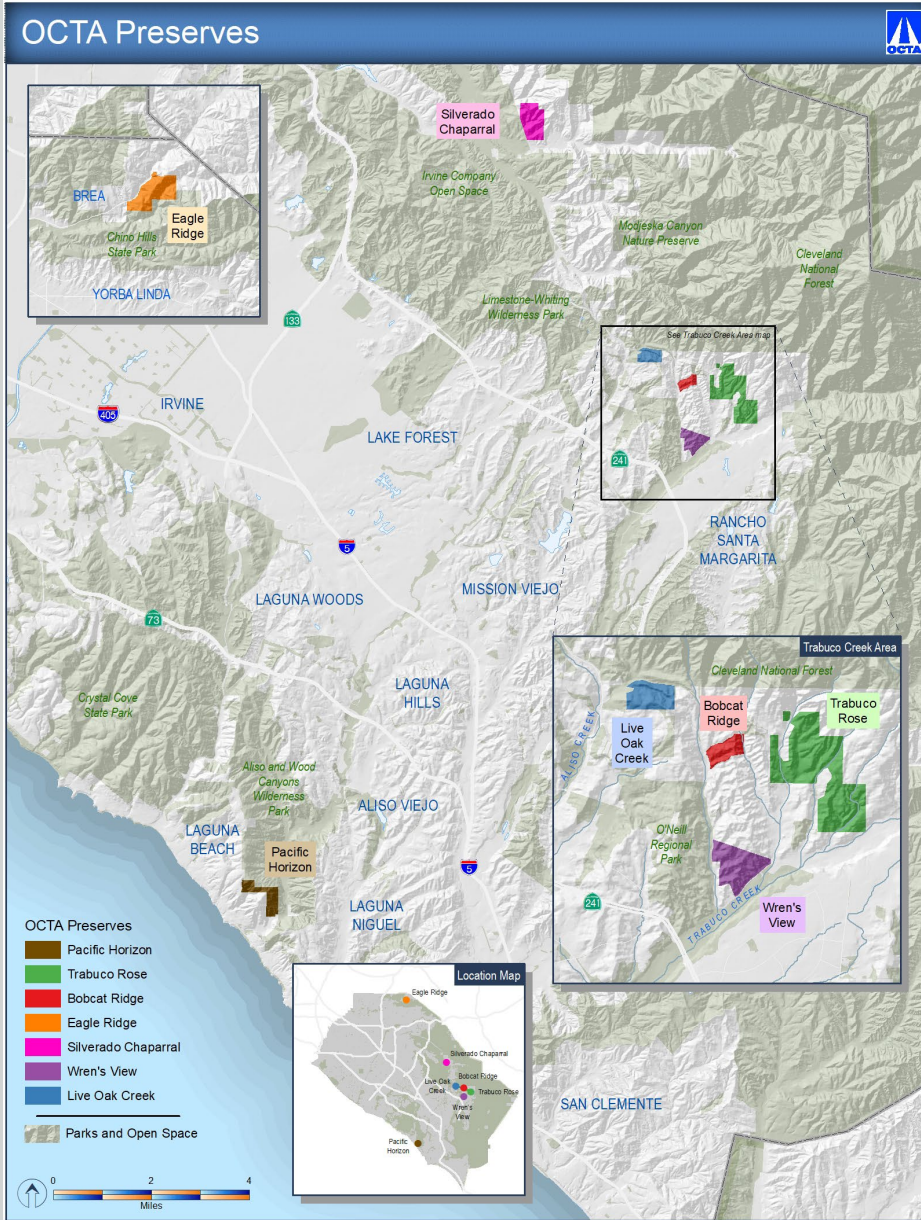 OCTA Preserves
OCTA
Silverado
Chaparral
Irvine Company
Open Space
BREA
Eagle
Ridge
Chino Hills
State Park
YORBA LINDA
Modjeska Canyon
Nature Preserve
Cleveland
National
Forest
Limestone-Whiting
Wilderness Park
133
See Trabuco Creek Area map
405
IRVINE
LAKE FOREST
241
5
RANCHO
SANTA
MARGARITA
MISSION VIEJO
LAGUNA WOODS
73
Trabuco Creek Area
Cleveland National Forest
Live
Oak
Creek
Bobcat
Ridge
Trabuco
Rose
ALISO CREEK
O'Neill
Regional
Park
241
TRABUCO CREEK
Wren's
View
LAGUNA
HILLS
Crystal Cove
State Park
Aliso and Wood
Canyons
Wilderness
Park
ALISO VIEJO
LAGUNA
BEACH
Pacific
Horizon
5
LAGUNA
NIGUEL
OCTA Preserves
Pacific Horizon
Trabuco Rose
Bobcat Ridge
Eagle Ridge
Silverado Chaparral
Wren's View
Live Oak Creek
Parks and Open Space
0 2 4
Miles
Location Map
Eagle Ridge
Silverado Chaparral
Live Oak
Creek
Bobcat Ridge
Trabuco Rose
Wren's
View
Pacific
Horizon
SAN CLEMENTE